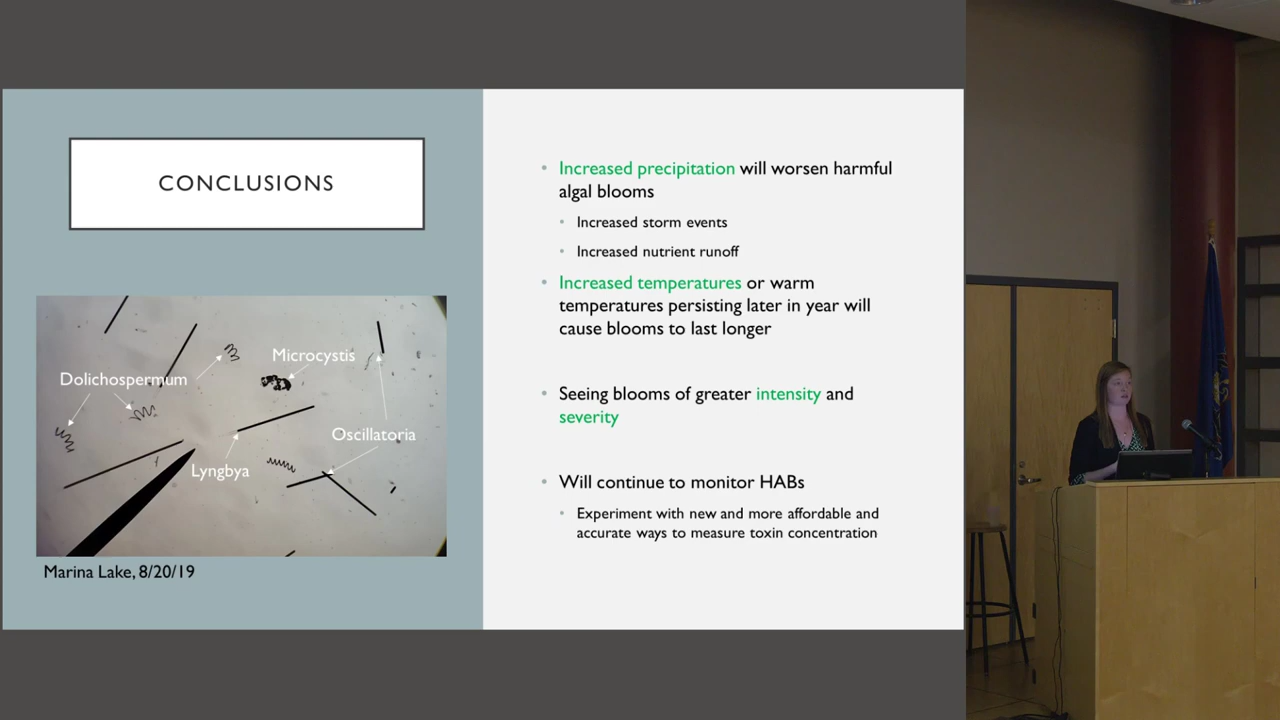 CONCLUSIONS
Microcystis
Dolichospermum
Oscillatoria
Lyngbya
Marina Lake, 8/20/19
Increased precipitation will worsen harmful
algal blooms
Increased storm events
Increased nutrient runoff
Increased temperatures or warm
temperatures persisting later in year will
cause blooms to last longer
Seeing blooms of greater intensity and
severity
Will continue to monitor HABs
Experiment with new and more affordable and
accurate ways to measure toxin concentration